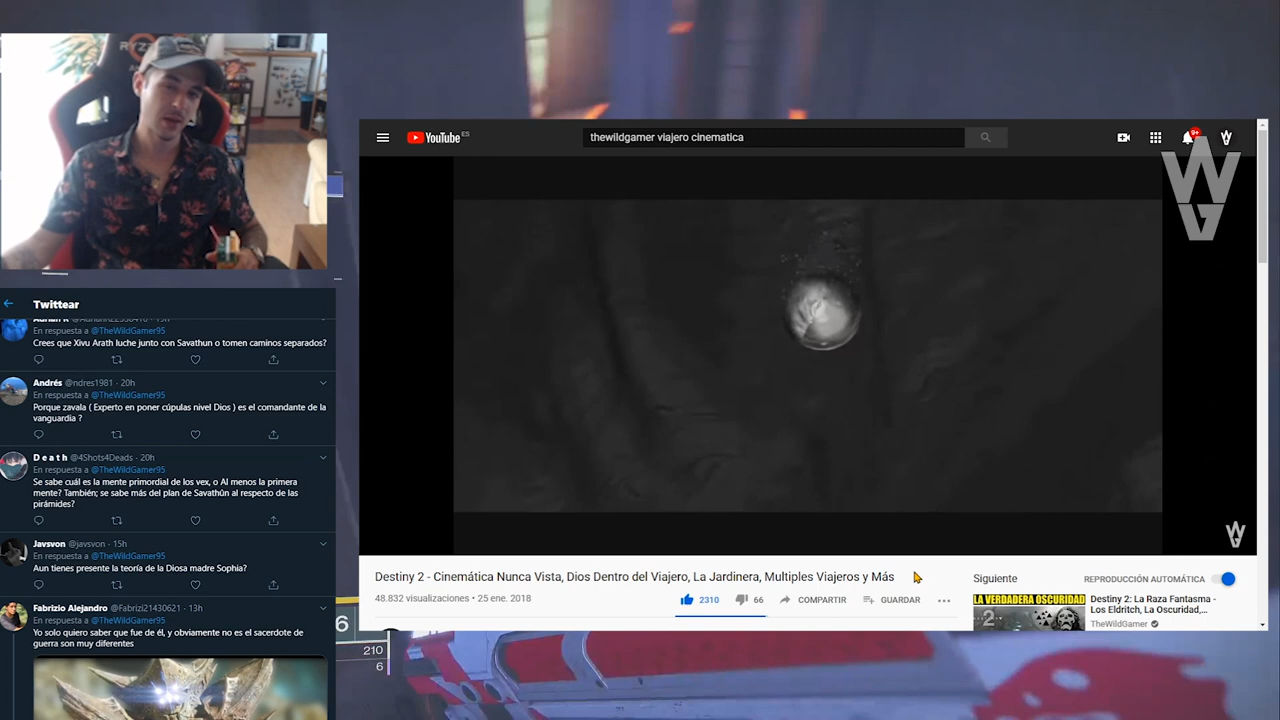 RYZE
Twittear
Adrian R @AdrianR22998410 · 19h
En respuesta a @TheWildGamer95
Crees que Xivu Arath luche junto con Savathun o tomen caminos separados?
Andrés @ndres1981 · 20h
En respuesta a @TheWildGamer95
Porque zavala ( Experto en poner cúpulas nivel Dios ) es el comandante de la
vanguardia ?
D e a t h @4Shots4Deads · 20h
En respuesta a @TheWildGamer95
Se sabe cuál es la mente primordial de los vex, o Al menos la primera
mente? También; se sabe más del plan de Savathûn al respecto de las
pirámides?
Javsvon @javsvon · 15h
En respuesta a @TheWildGamer95
Aun tienes presente la teoría de la Diosa madre Sophia?
Fabrizio Alejandro @Fabrizi21430621 · 13h
En respuesta a @TheWildGamer95
Yo solo quiero saber que fue de él, y obviamente no es el sacerdote de
guerra son muy diferentes
YouTube ES
thewildgamer viajero cinematica
9+
WG
Destiny 2 - Cinemática Nunca Vista, Dios Dentro del Viajero, La Jardinera, Multiples Viajeros y Más
48.832 visualizaciones • 25 ene. 2018
2310
66
COMPARTIR
GUARDAR
Siguiente
REPRODUCCIÓN AUTOMÁTICA
LA VERDADERA OSCURIDAD
2
Destiny 2: La Raza Fantasma -
Los Eldritch, La Oscuridad,...
TheWildGamer
6
210
6